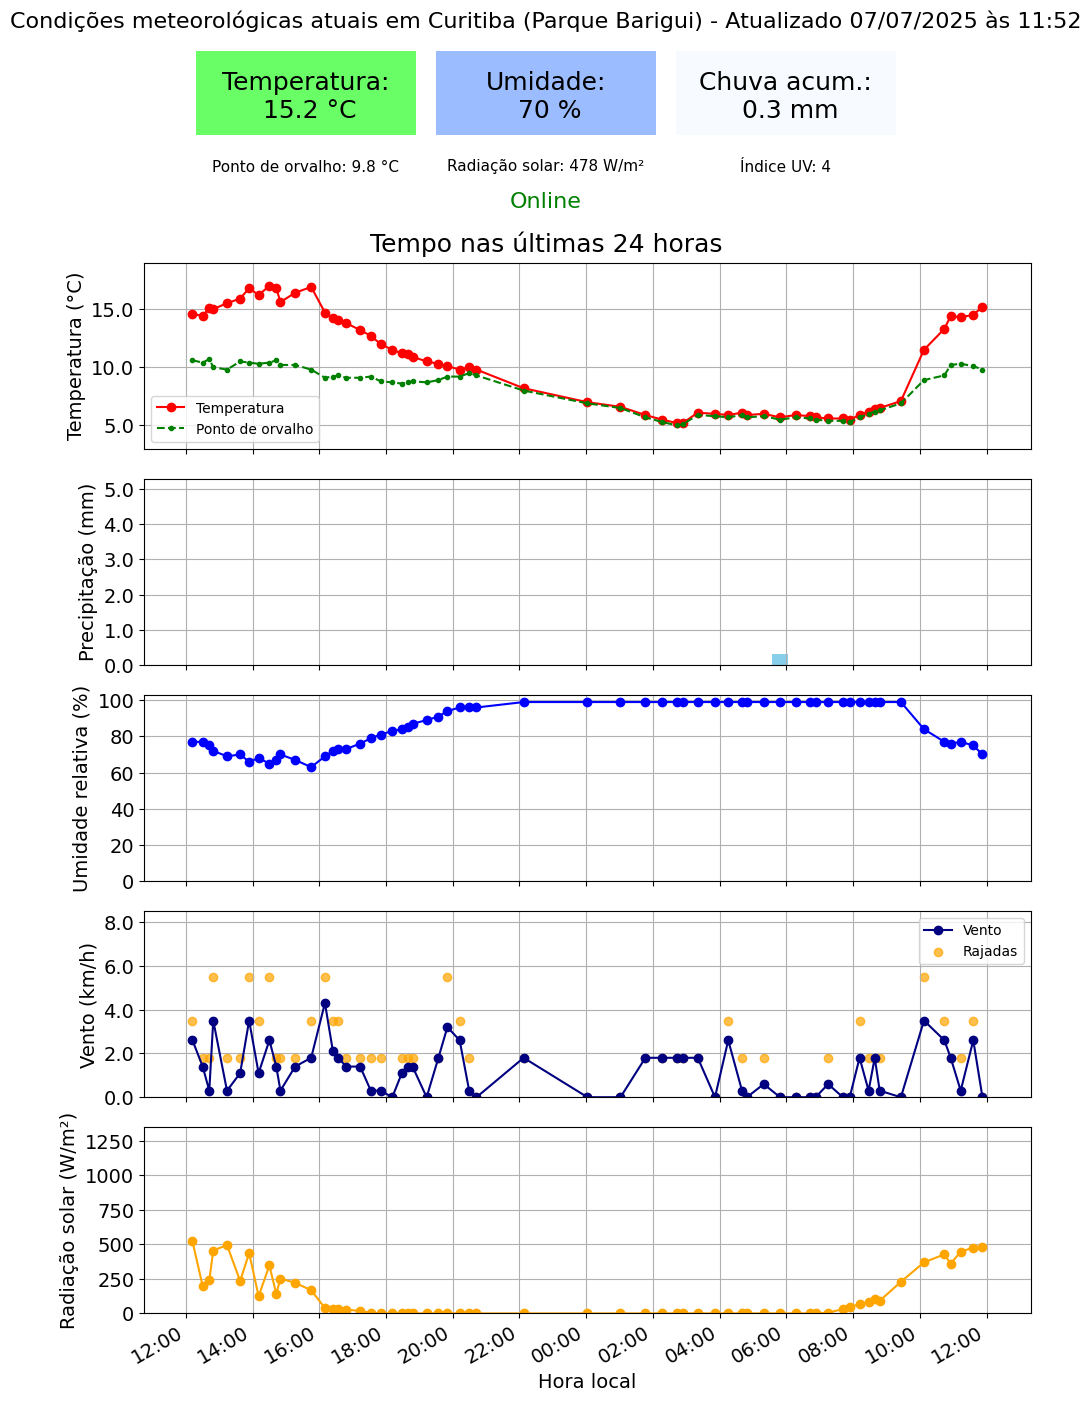 Condições meteorológicas atuais em Curitiba (Parque Barigui) - Atualizado 07/07/2025 às 11:52
Temperatura:
15.2 °C
Umidade:
70 %
Chuva acum.:
0.3 mm
Ponto de orvalho: 9.8 °C
Radiação solar: 478 W/m²
Índice UV: 4
Online
Tempo nas últimas 24 horas
Temperatura (°C)
15.0
10.0
5.0
Temperatura
Ponto de orvalho
Precipitação (mm)
5.0
4.0
3.0
2.0
1.0
0.0
Umidade relativa (%)
100
80
60
40
20
0
Vento (km/h)
8.0
6.0
4.0
2.0
0.0
Vento
Rajadas
Radiação solar (W/m²)
1250
1000
750
500
250
0
12:00
14:00
16:00
18:00
20:00
22:00
00:00
02:00
04:00
06:00
08:00
10:00
12:00
Hora local